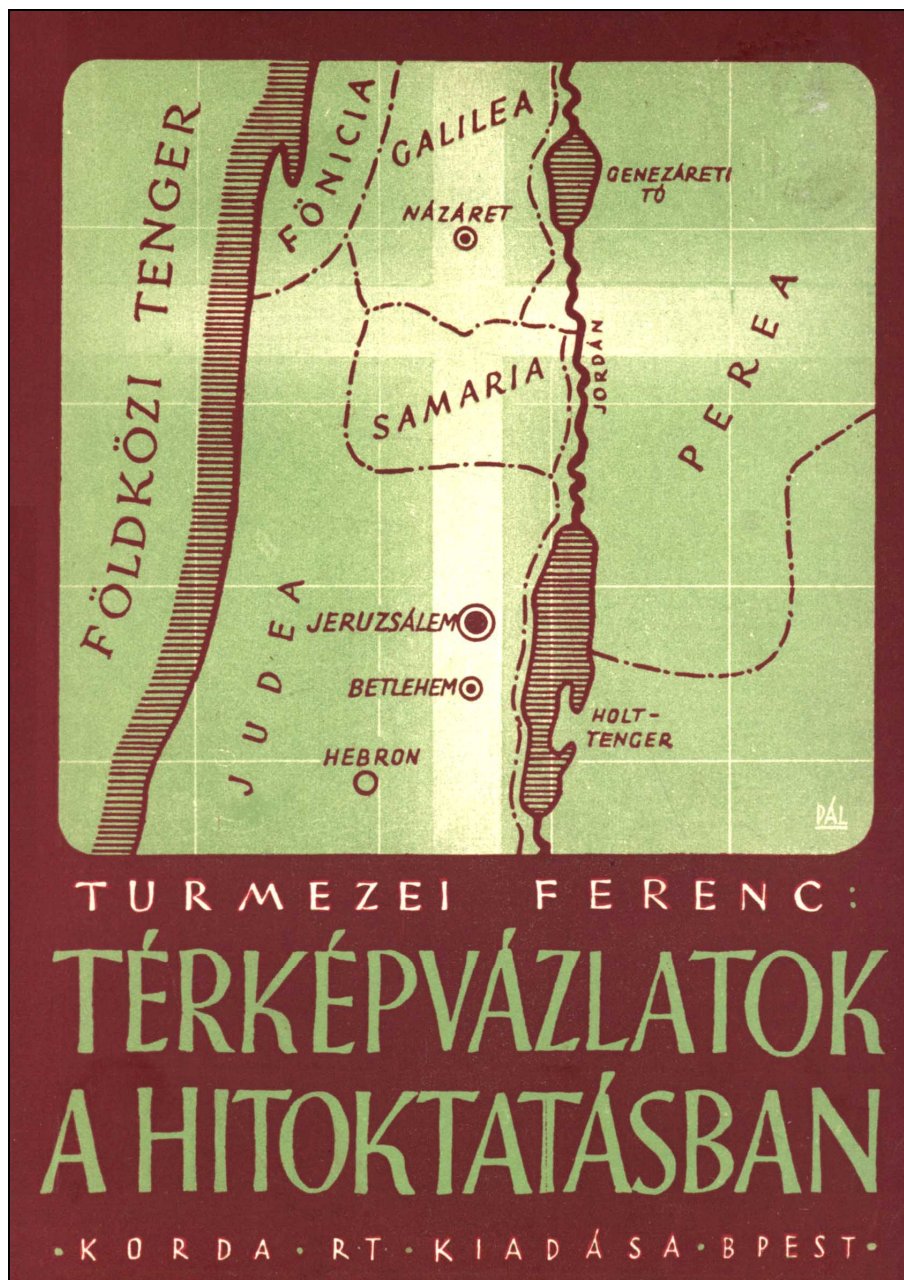 FÖLDKÖZI TENGER
FŐNICIA
GALILEA
GENEZÁRETI
TÓ
NÁZÁRET
PEREA
JORDÁN
SAMARIA
JUDEA
JERUZSÁLEM
BETLEHEM
HOLT-
TENGER
HEBRON
PÁL
TURMEZEI FERENC:
TÉRKÉPVÁZLATOK
A HITOKTATÁSBAN
·KORDA·RT·KIADÁSA·BPEST·